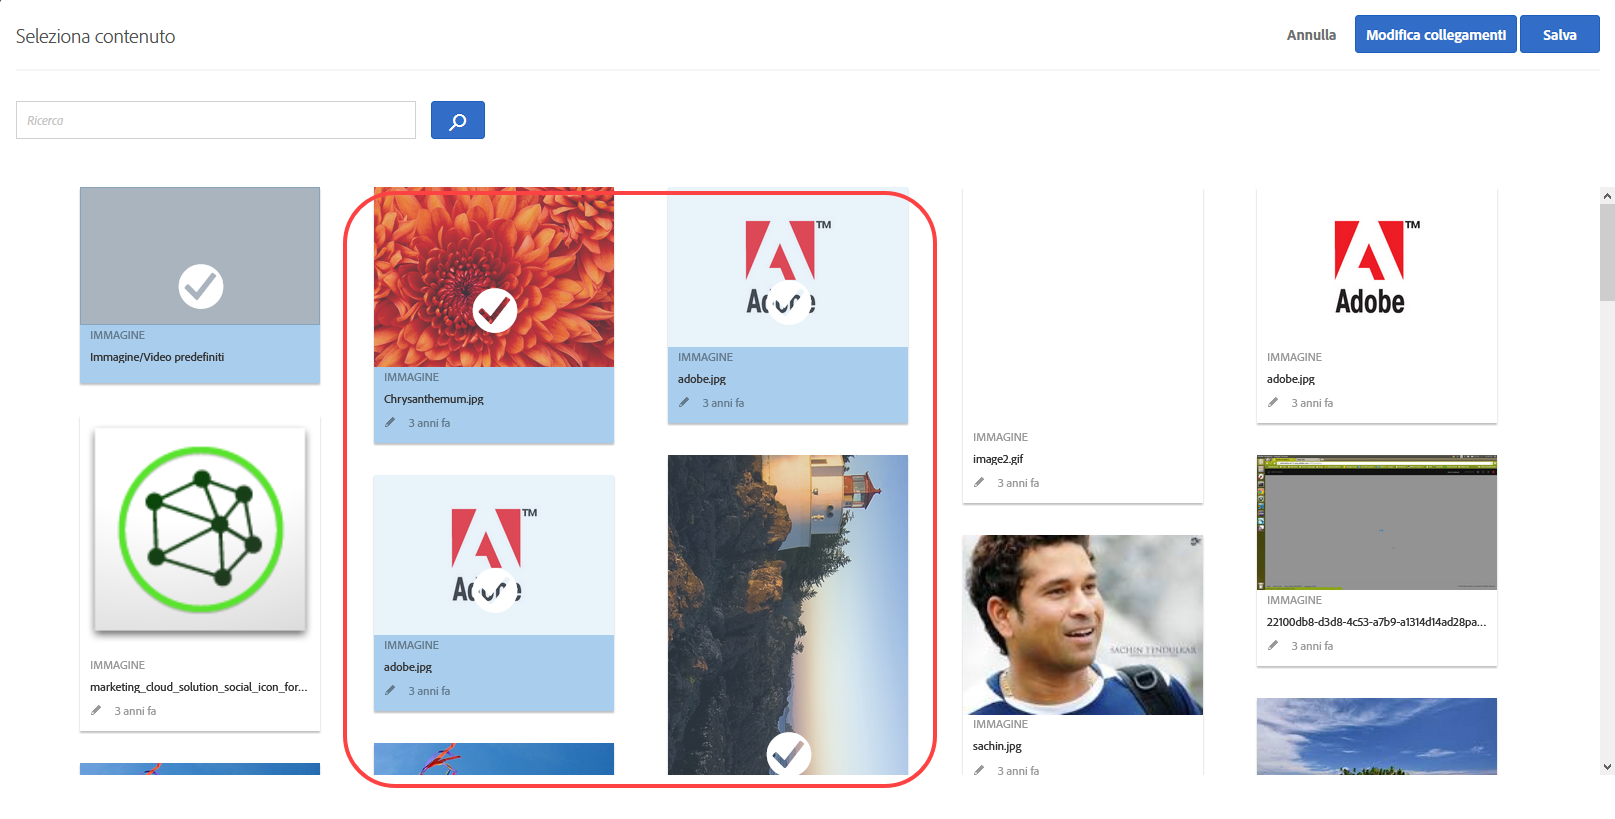 Seleziona contenuto
Annulla
Modifica collegamenti
Salva
Ricerca
IMMAGINE
Immagine/Video predefiniti
IMMAGINE
marketing_cloud_solution_social_icon_for...
3 anni fa
IMMAGINE
Chrysanthemum.jpg
3 anni fa
Adobe
TM
IMMAGINE
adobe.jpg
3 anni fa
Adobe
TM
IMMAGINE
adobe.jpg
3 anni fa
IMMAGINE
image2.gif
3 anni fa
SACHIN TENDULKAR
IMMAGINE
sachin.jpg
3 anni fa
Adobe
TM
IMMAGINE
adobe.jpg
3 anni fa
IMMAGINE
22100db8-d3d8-4c53-a7b9-a1314d14ad28pa...
3 anni fa